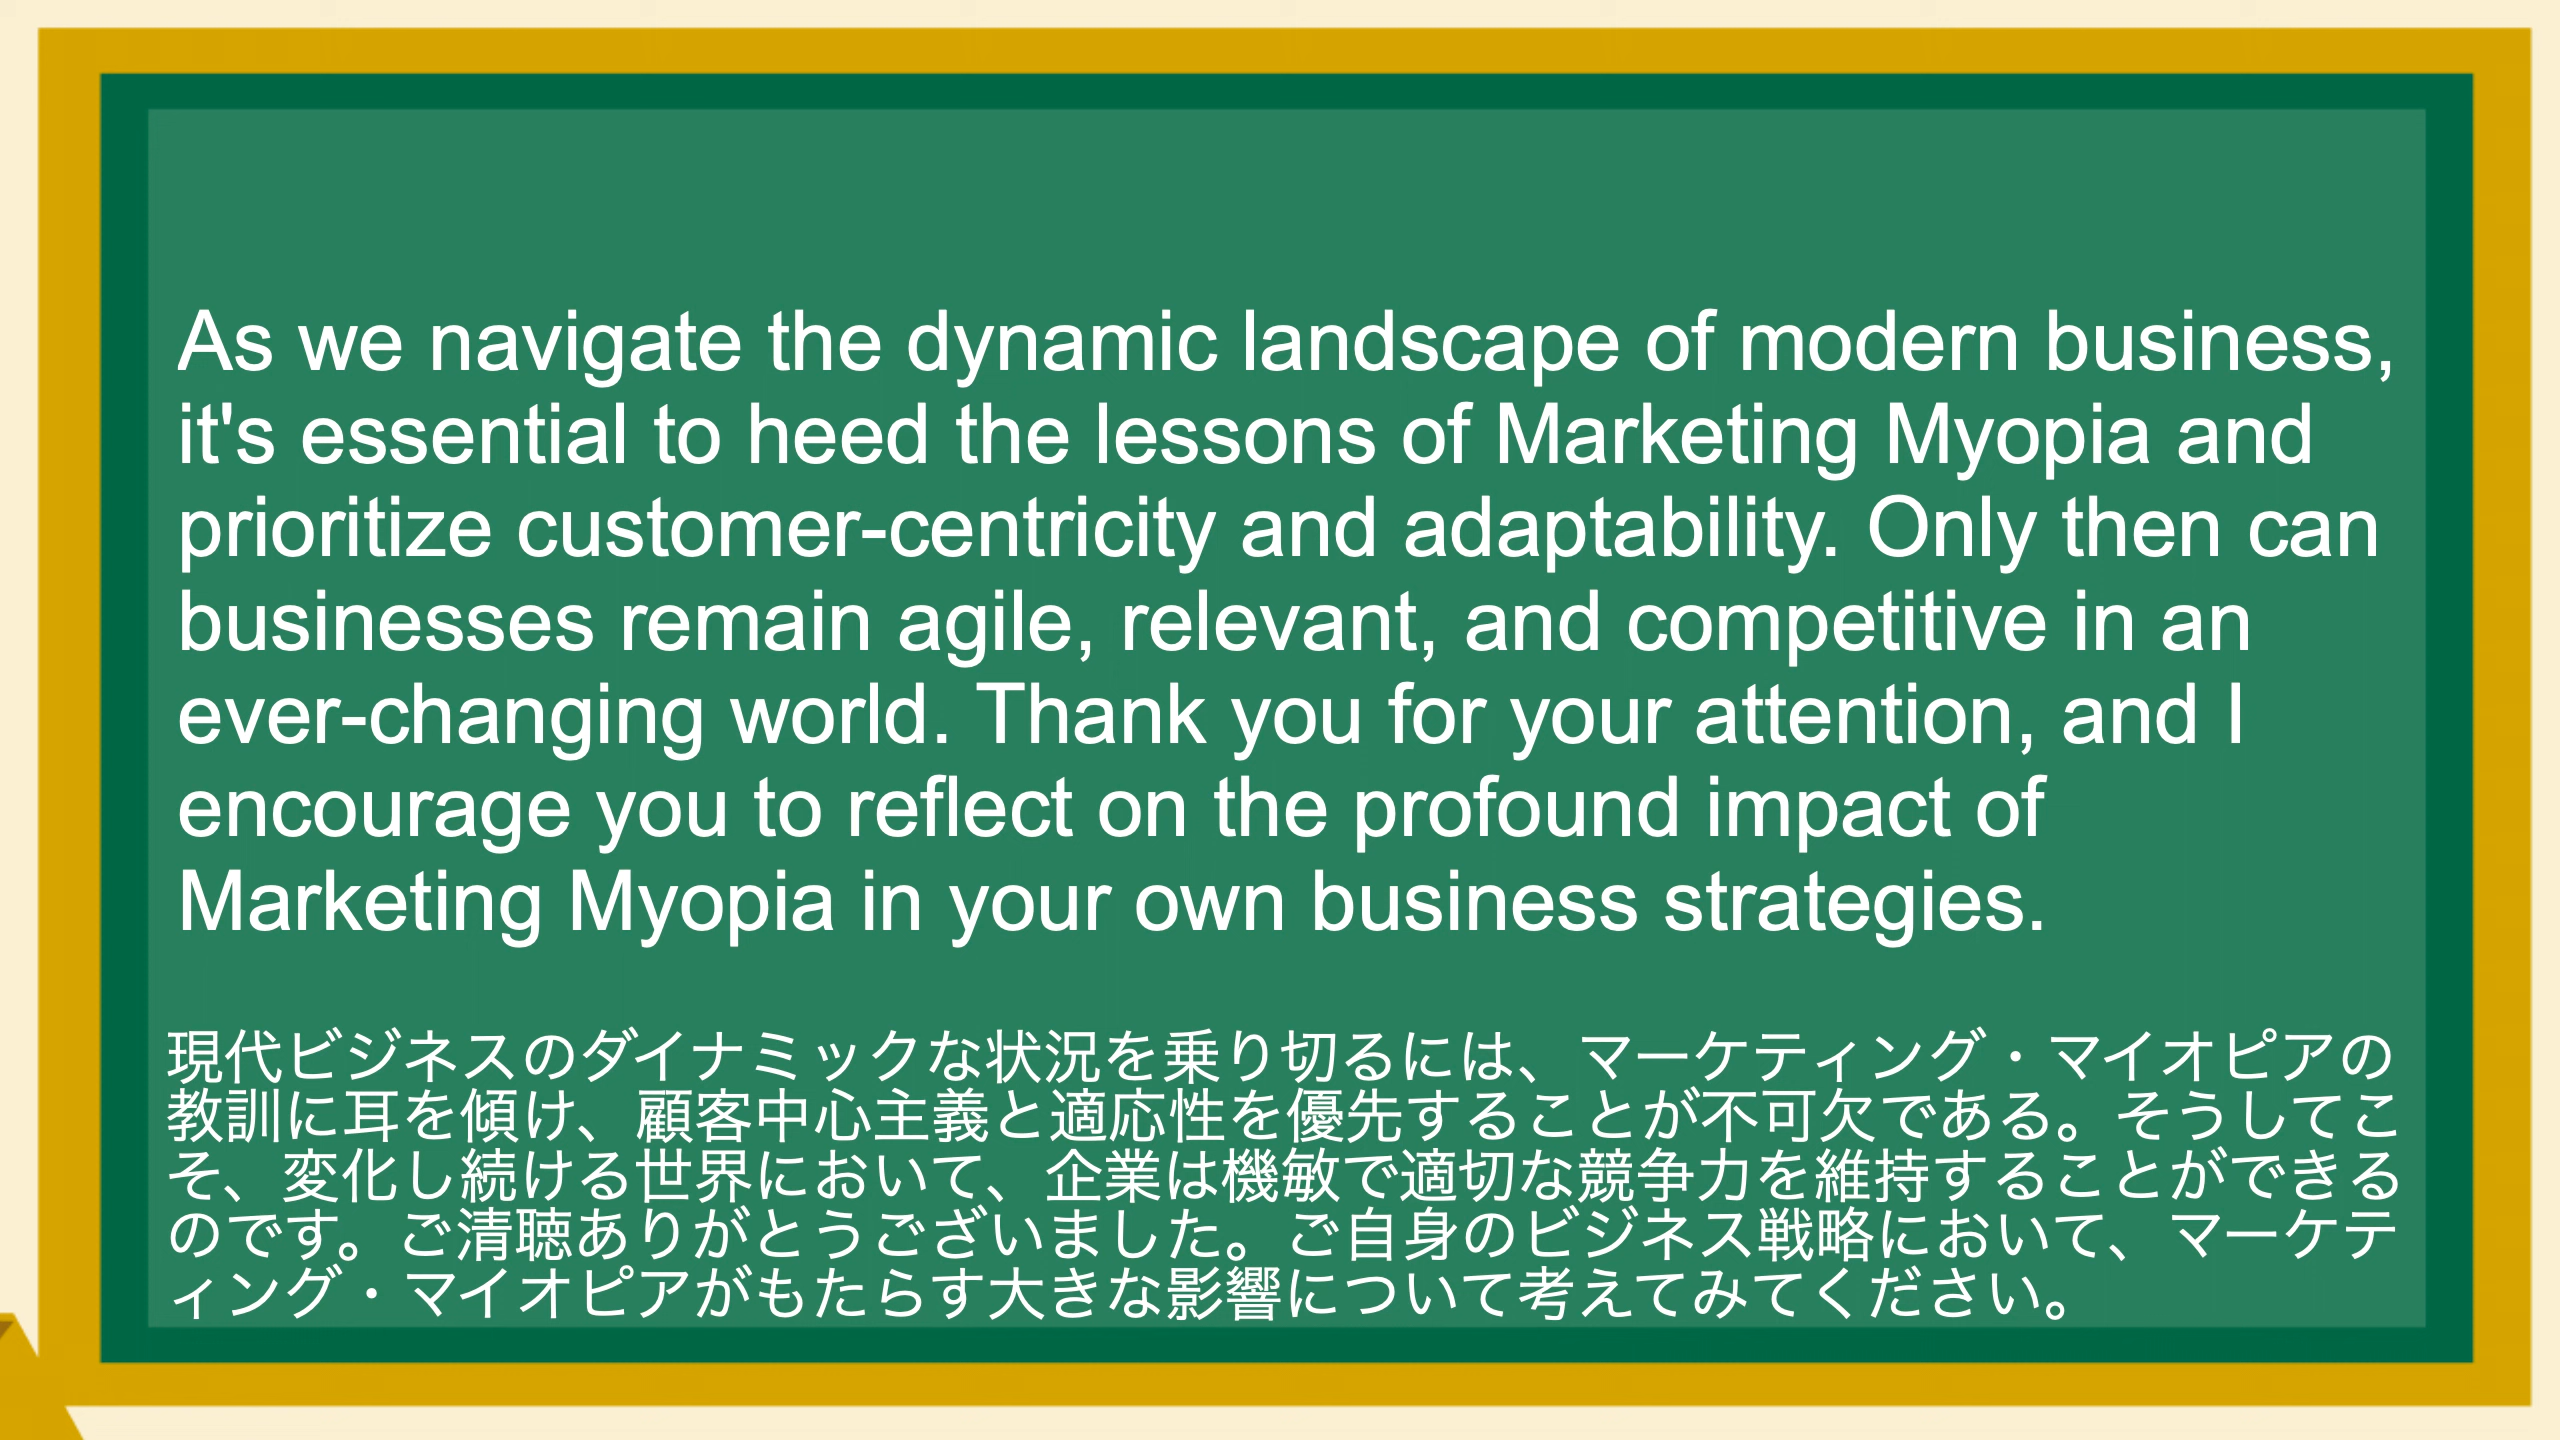 As we navigate the dynamic landscape of modern business,
it's essential to heed the lessons of Marketing Myopia and
prioritize customer-centricity and adaptability. Only then can
businesses remain agile, relevant, and competitive in an
ever-changing world. Thank you for your attention, and I
encourage you to reflect on the profound impact of
Marketing Myopia in your own business strategies.
現代ビジネスのダイナミックな状況を乗り切るには、マーケティング・マイオピアの
教訓に耳を傾け、顧客中心主義と適応性を優先することが不可欠である。そうしてこ
そ、変化し続ける世界において、企業は機敏で適切な競争力を維持することができる
のです。ご清聴ありがとうございました。ご自身のビジネス戦略において、マーケテ
ィング・マイオピアがもたらす大きな影響について考えてみてください。